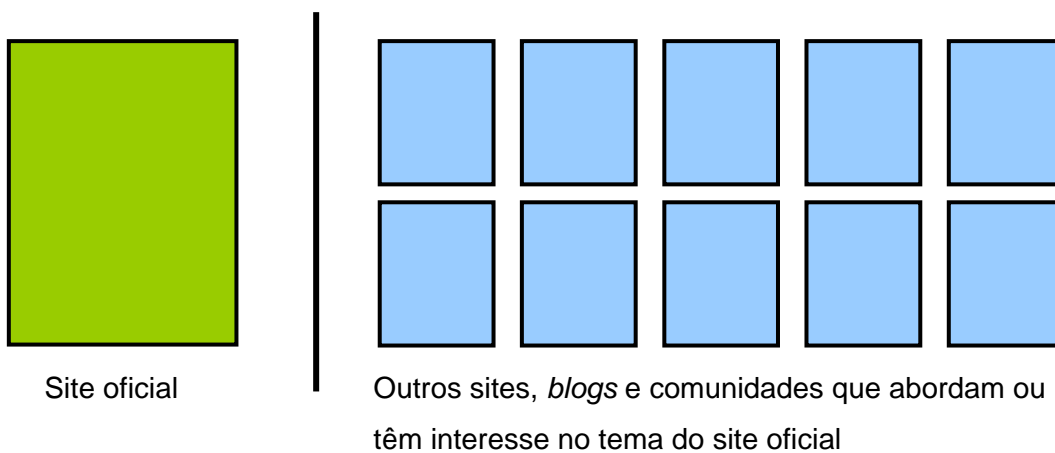 Site oficial
Outros sites, blogs e comunidades que abordam ou
têm interesse no tema do site oficial